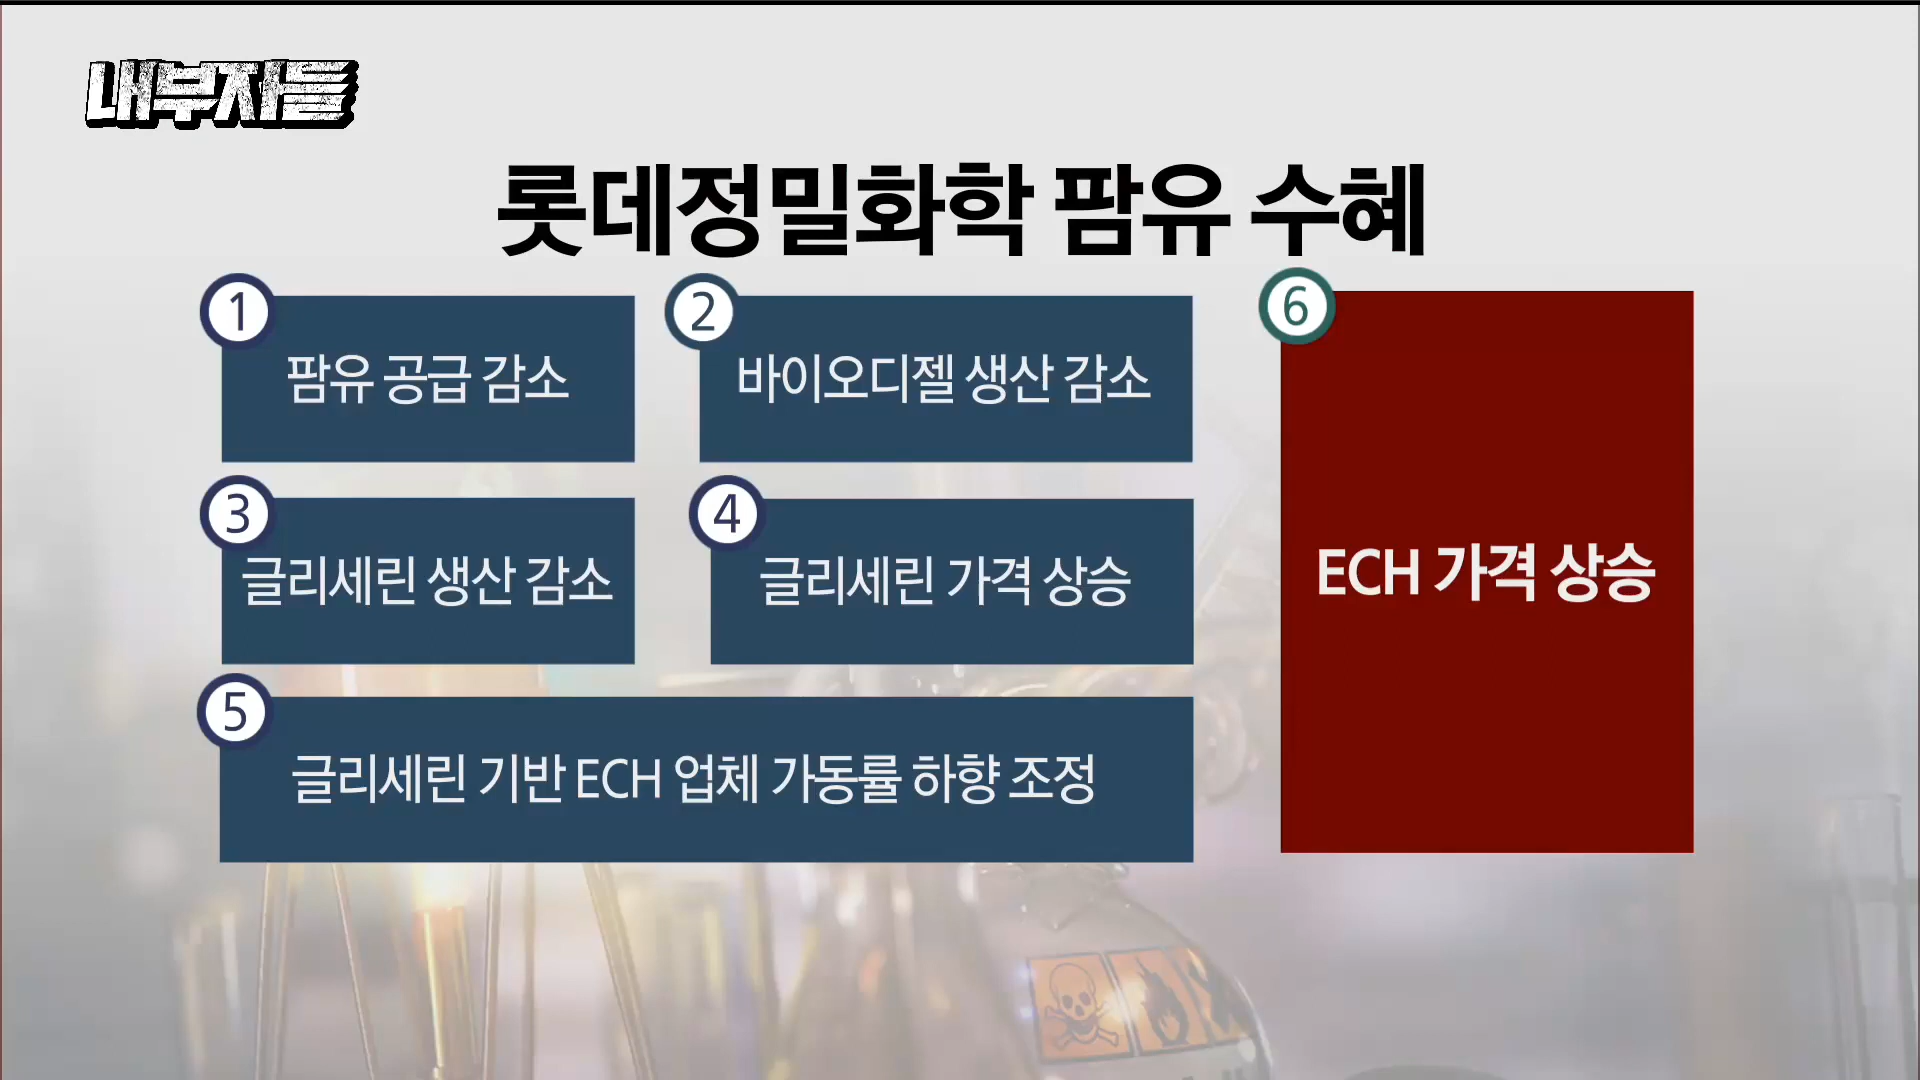 내부자들
롯데정밀화학 팜유 수혜
1
팜유 공급 감소
2
바이오디젤 생산 감소
3
글리세린 생산 감소
4
글리세린 가격 상승
5
글리세린 기반 ECH 업체 가동률 하향 조정
6
ECH 가격 상승